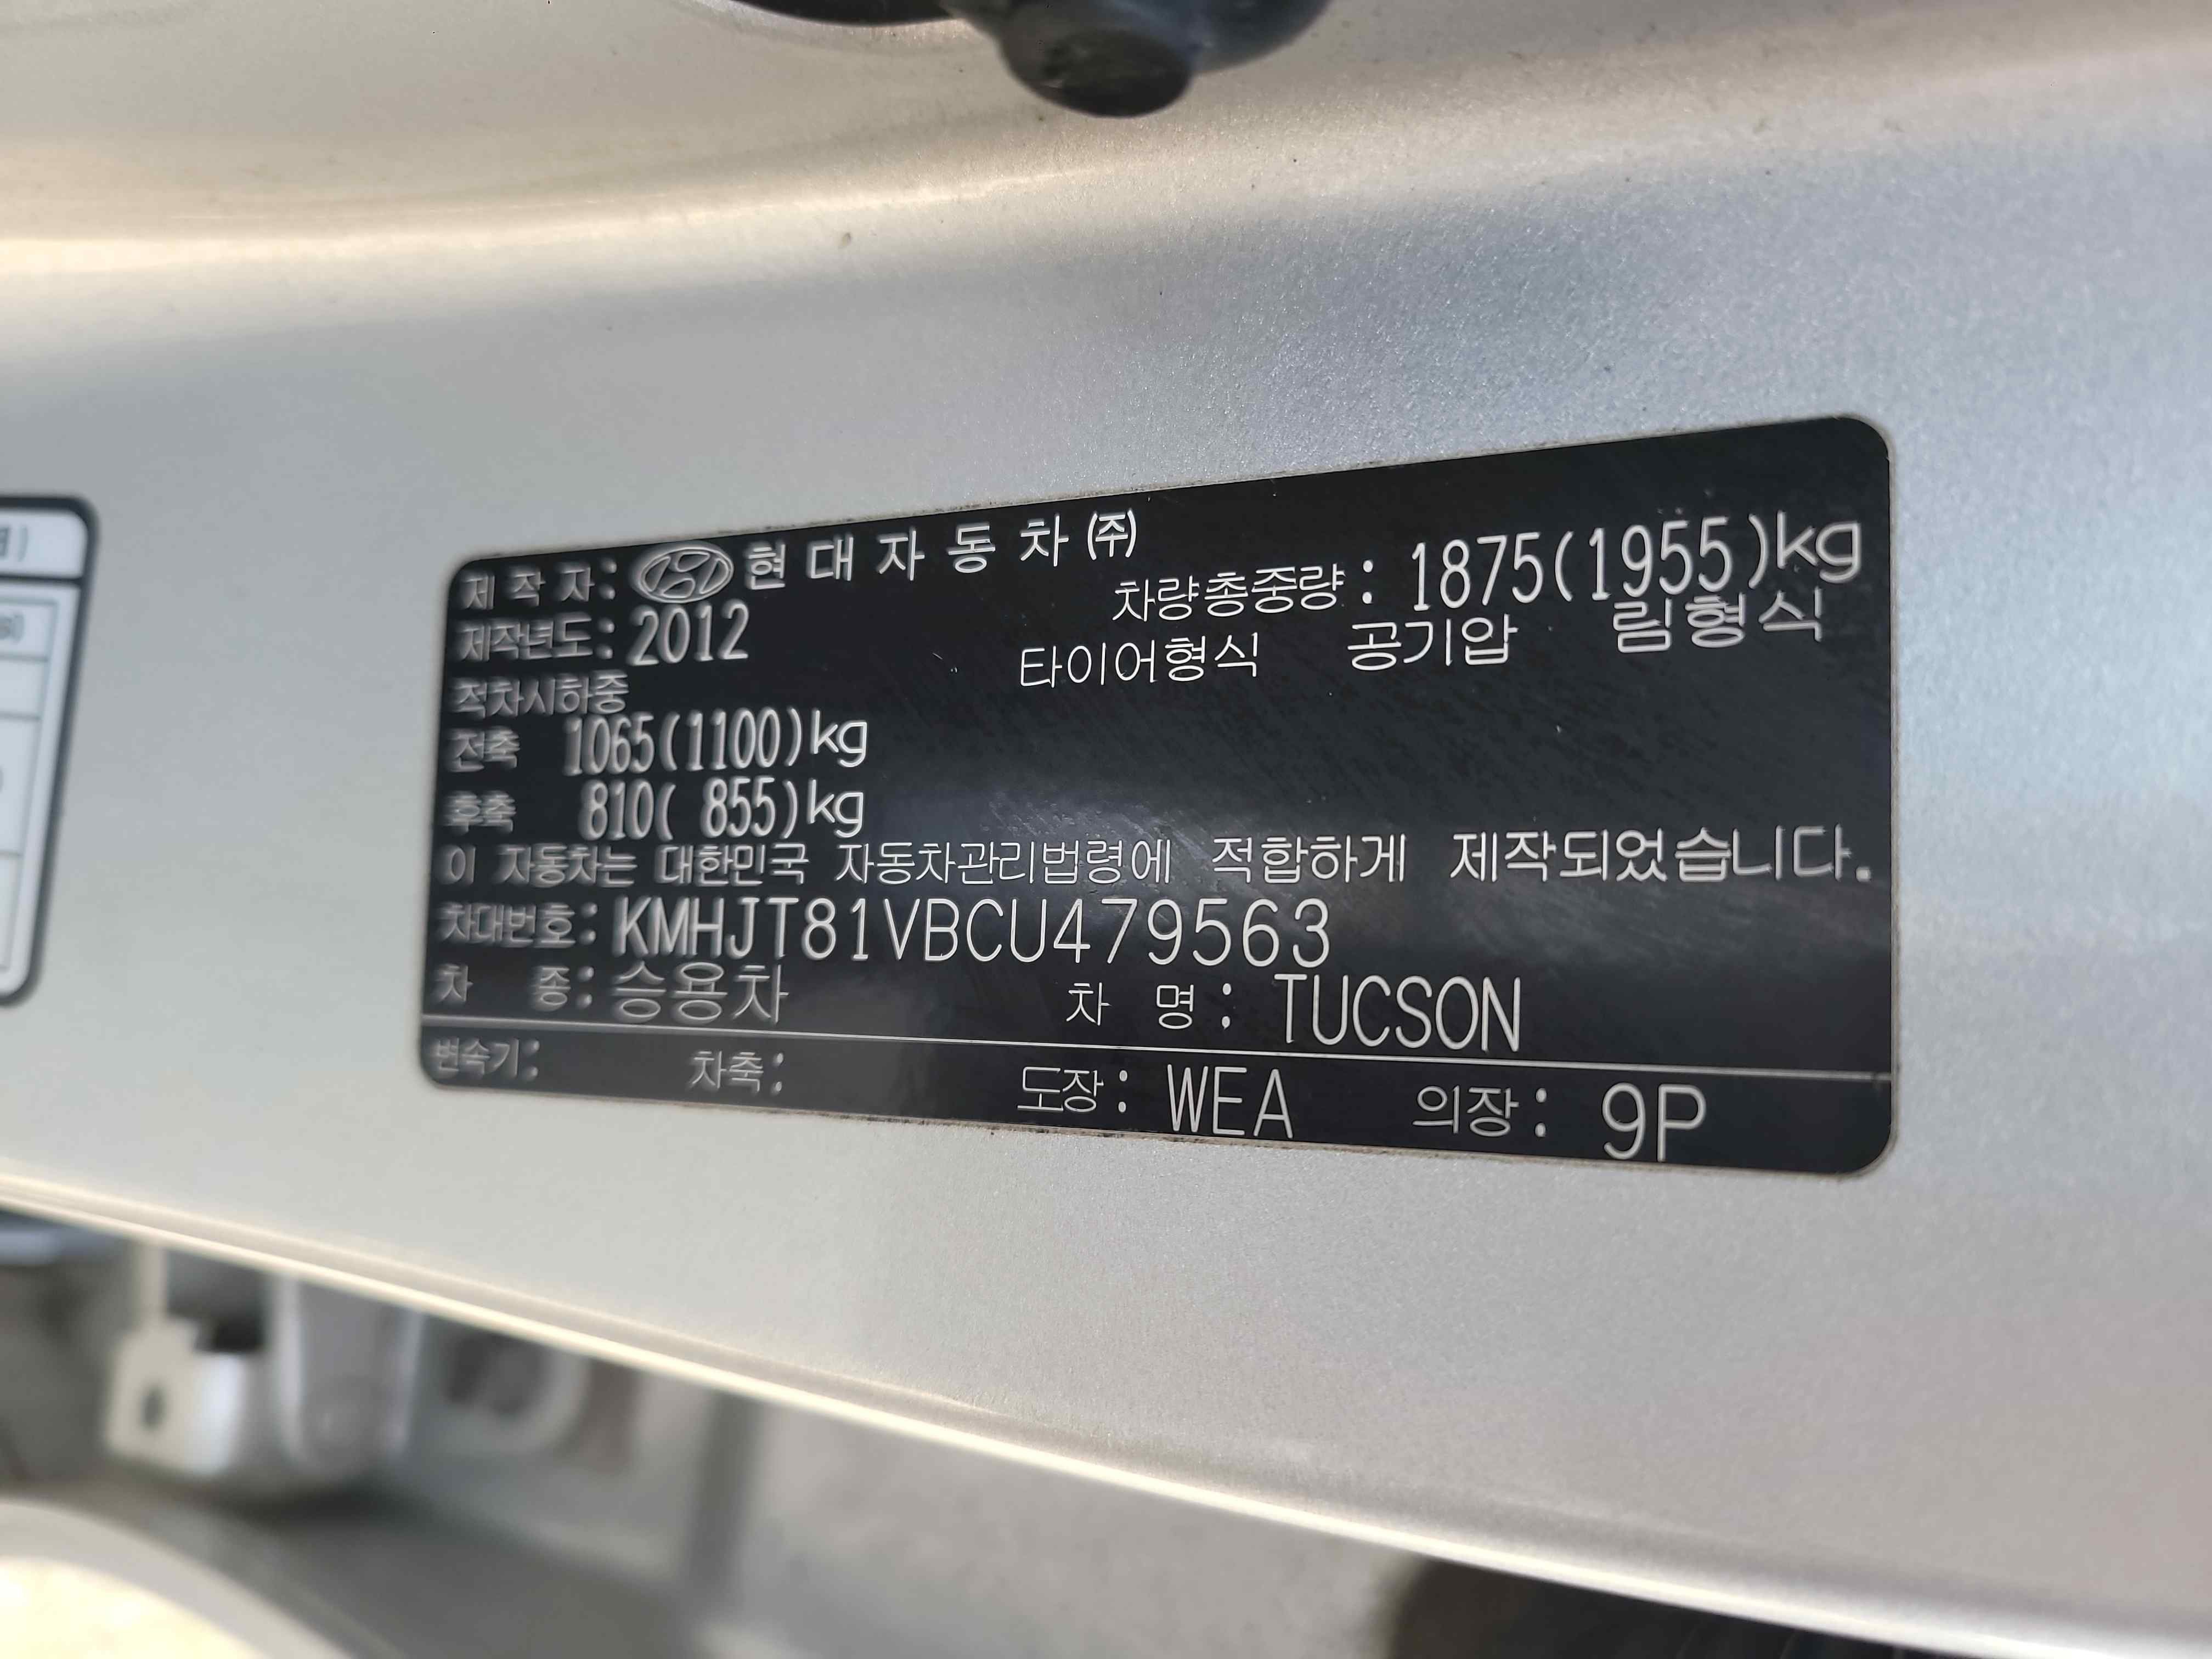 제 작 자: 현 대 자 동 차 ㈜
차량총중량: 1875(1955)kg
제작년도: 2012
타이어형식 공기압 림형식
적차시하중
전축 1065(1100)kg
후축 810( 855)kg
이 자동차는 대한민국 자동차관리법령에 적합하게 제작되었습니다.
차대번호: KMHJT81VBCU479563
차 종: 승용차 차 명: TUCSON
변속기: 차축: 도장: WEA 의장: 9P